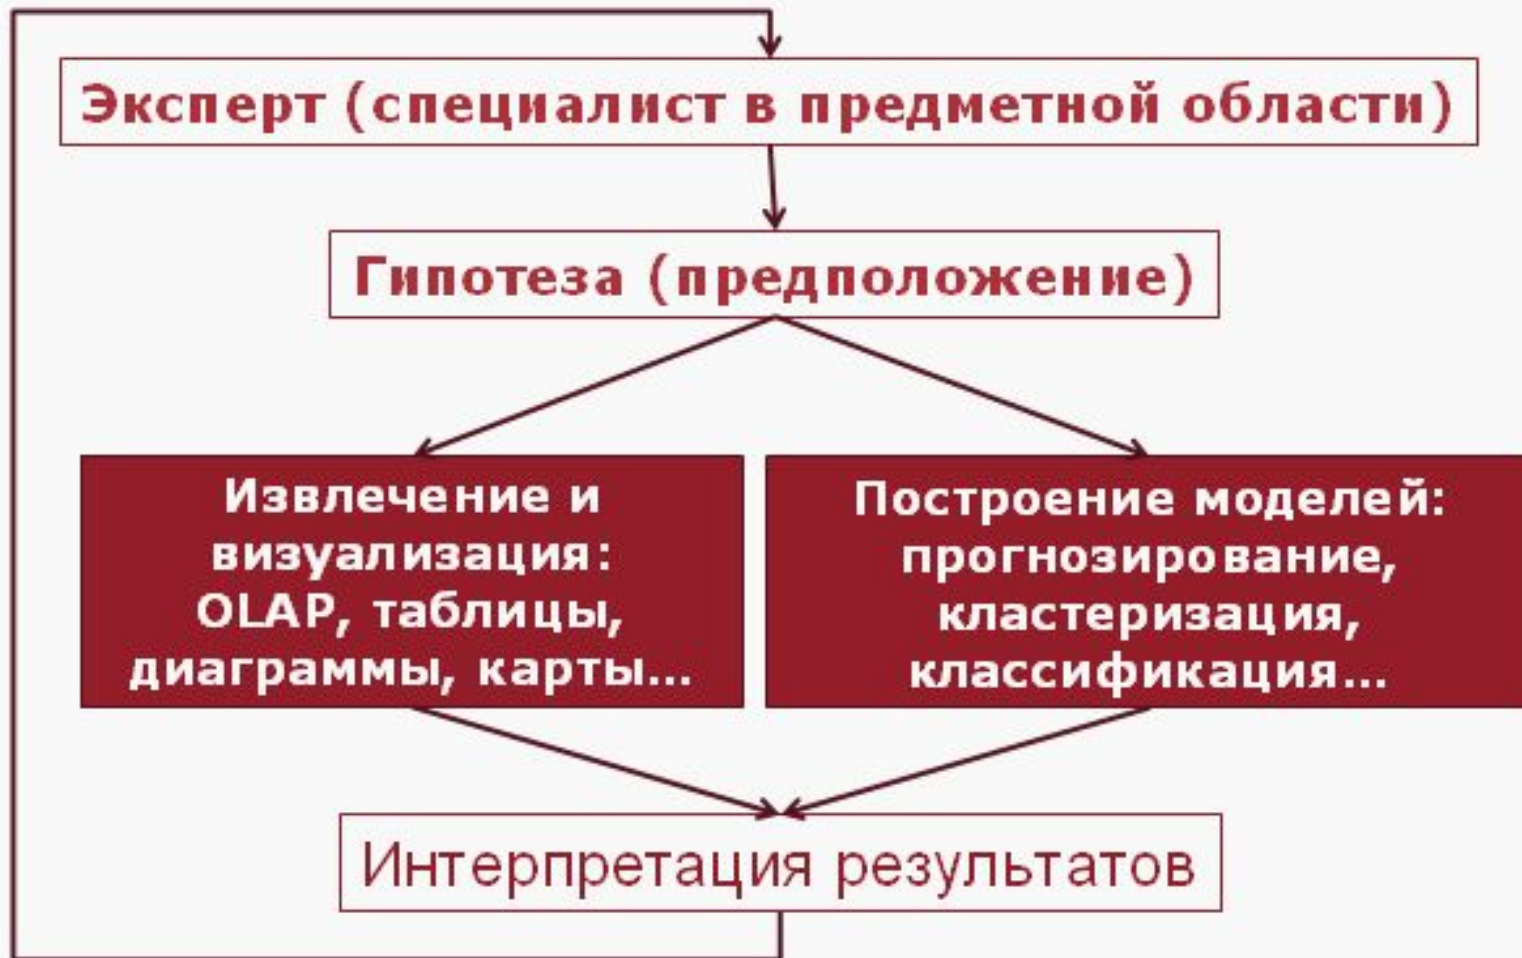 Эксперт (специалист в предметной области)
Гипотеза (предположение)
Извлечение и
визуализация:
OLAP, таблицы,
диаграммы, карты...
Построение моделей:
прогнозирование,
кластеризация,
классификация...
Интерпретация результатов